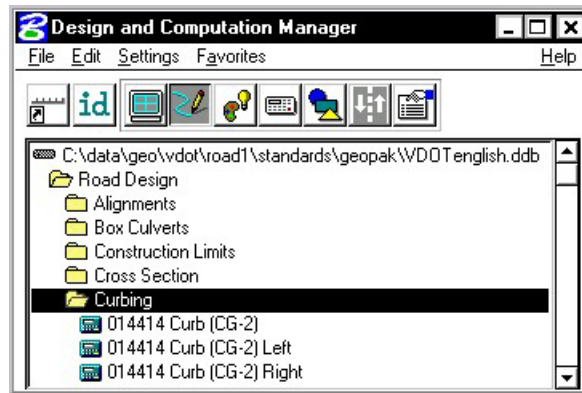 Design and Computation Manager
File Edit Settings Favorites Help
id
C:\data\geo\vdot\road1\standards\geopak\VDOTenglish.ddb
Road Design
Alignments
Box Culverts
Construction Limits
Cross Section
Curbing
014414 Curb (CG-2)
014414 Curb (CG-2) Left
014414 Curb (CG-2) Right